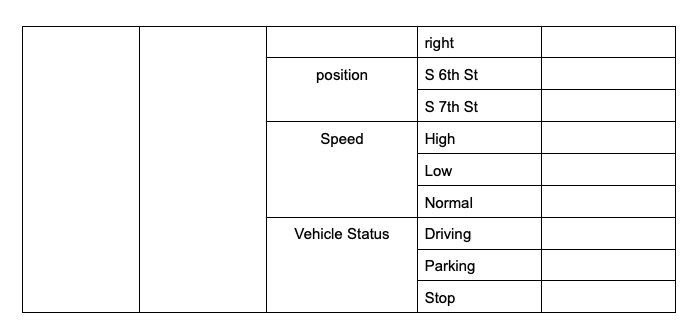 right
position S 6th St
S 7th St
Speed High
Low
Normal
Vehicle Status Driving
Parking
Stop